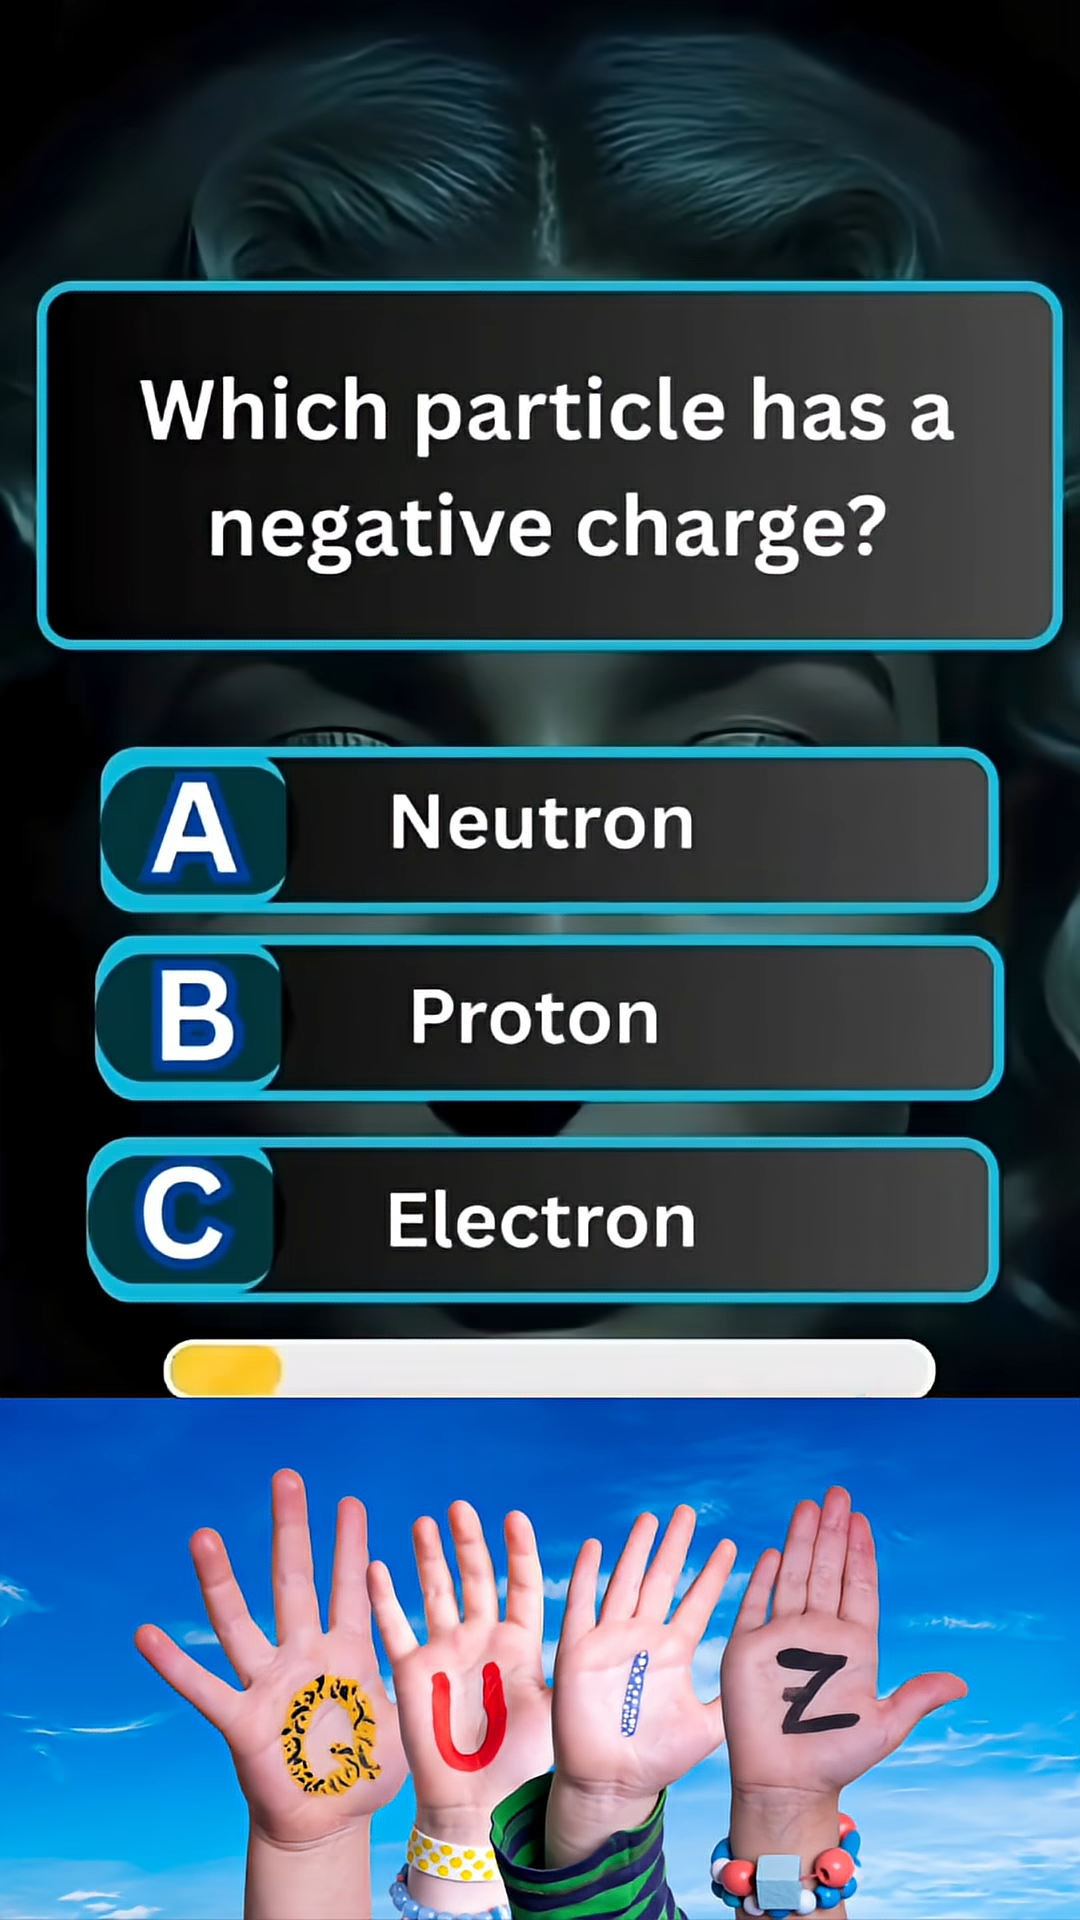 Which particle has a
negative charge?
A Neutron
B Proton
C Electron
QUIZ